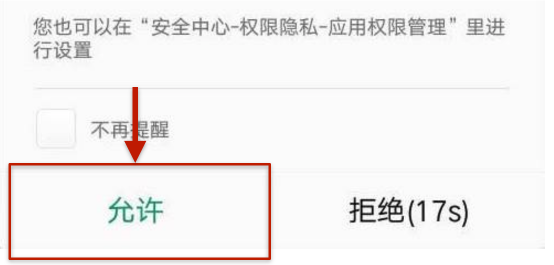 您也可以在“安全中心-权限隐私-应用权限管理”里进
行设置
不再提醒
允许
拒绝(17s)